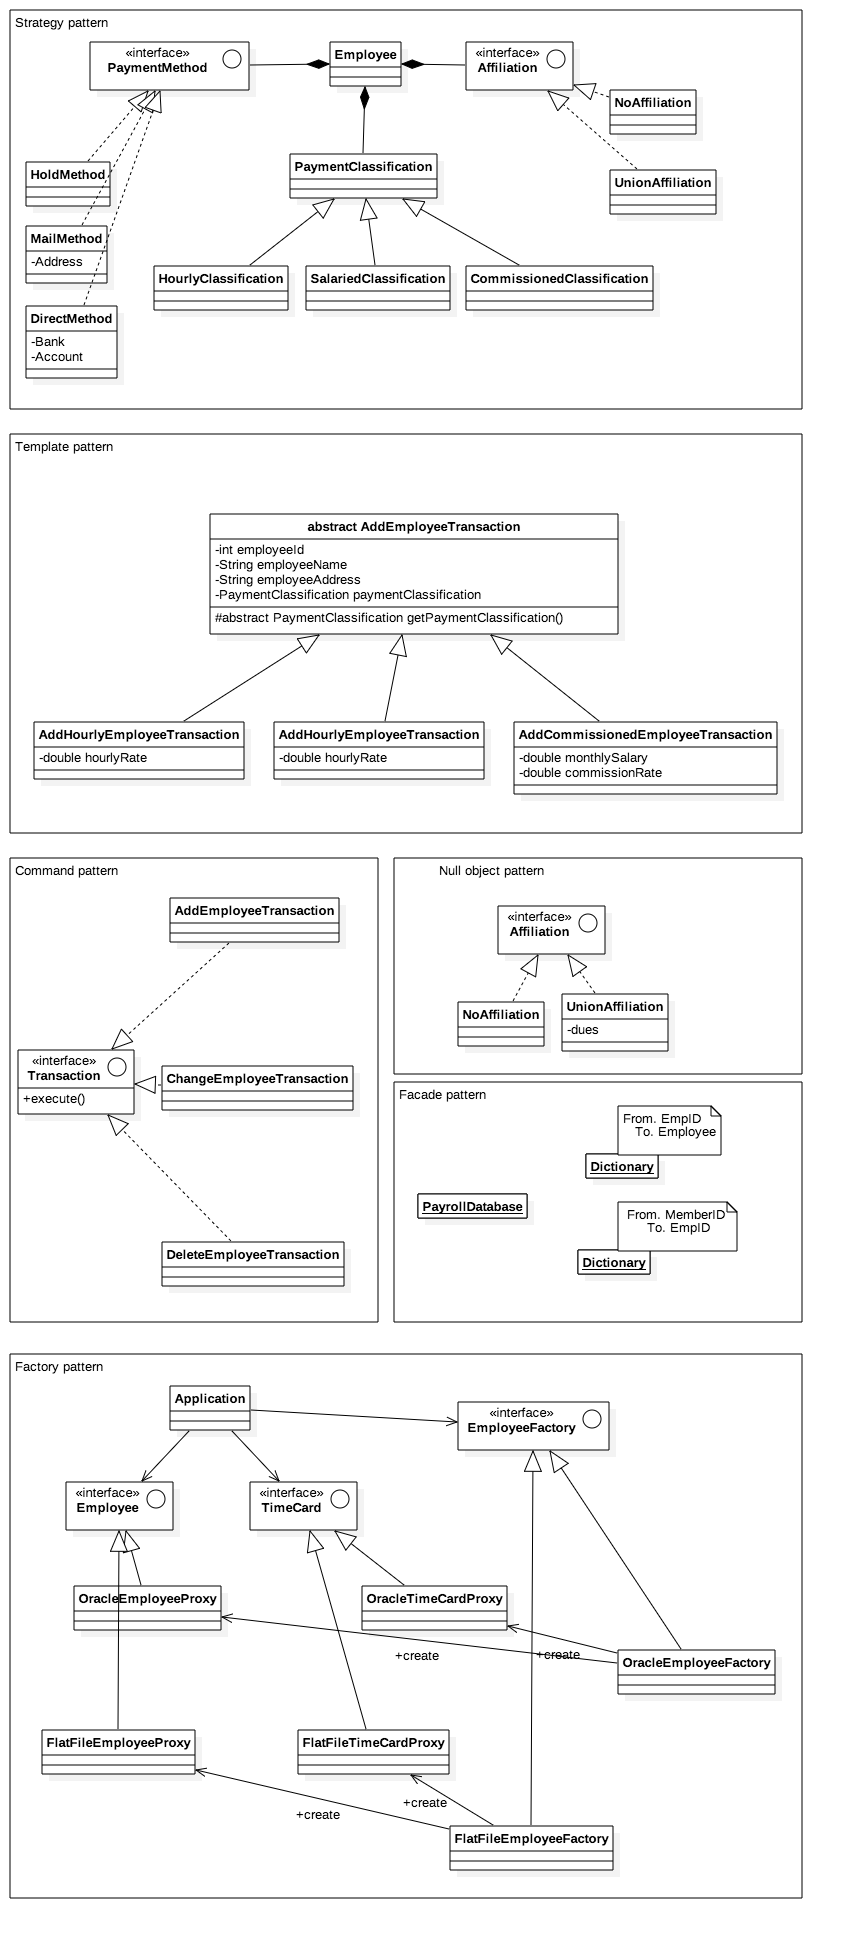 Strategy pattern
«interface»
PaymentMethod
Employee
«interface»
Affiliation
NoAffiliation
HoldMethod
PaymentClassification
UnionAffiliation
MailMethod
-Address
HourlyClassification
SalariedClassification
CommissionedClassification
DirectMethod
-Bank
-Account
Template pattern
abstract AddEmployeeTransaction
-int employeeId
-String employeeName
-String employeeAddress
-PaymentClassification paymentClassification
#abstract PaymentClassification getPaymentClassification()
AddHourlyEmployeeTransaction
-double hourlyRate
AddHourlyEmployeeTransaction
-double hourlyRate
AddCommissionedEmployeeTransaction
-double monthlySalary
-double commissionRate
Command pattern
AddEmployeeTransaction
«interface»
Transaction
+execute()
ChangeEmployeeTransaction
DeleteEmployeeTransaction
Null object pattern
«interface»
Affiliation
NoAffiliation
UnionAffiliation
-dues
Facade pattern
From. EmpID
To. Employee
Dictionary
PayrollDatabase
From. MemberID
To. EmpID
Dictionary
Factory pattern
Application
«interface»
EmployeeFactory
«interface»
Employee
«interface»
TimeCard
OracleEmployeeProxy
OracleTimeCardProxy
+create
+create
OracleEmployeeFactory
FlatFileEmployeeProxy
FlatFileTimeCardProxy
+create
+create
FlatFileEmployeeFactory